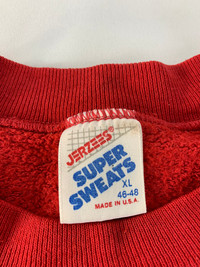 JERZEES
SUPER
SWEATS
XL
46-48
MADE IN U.S.A.